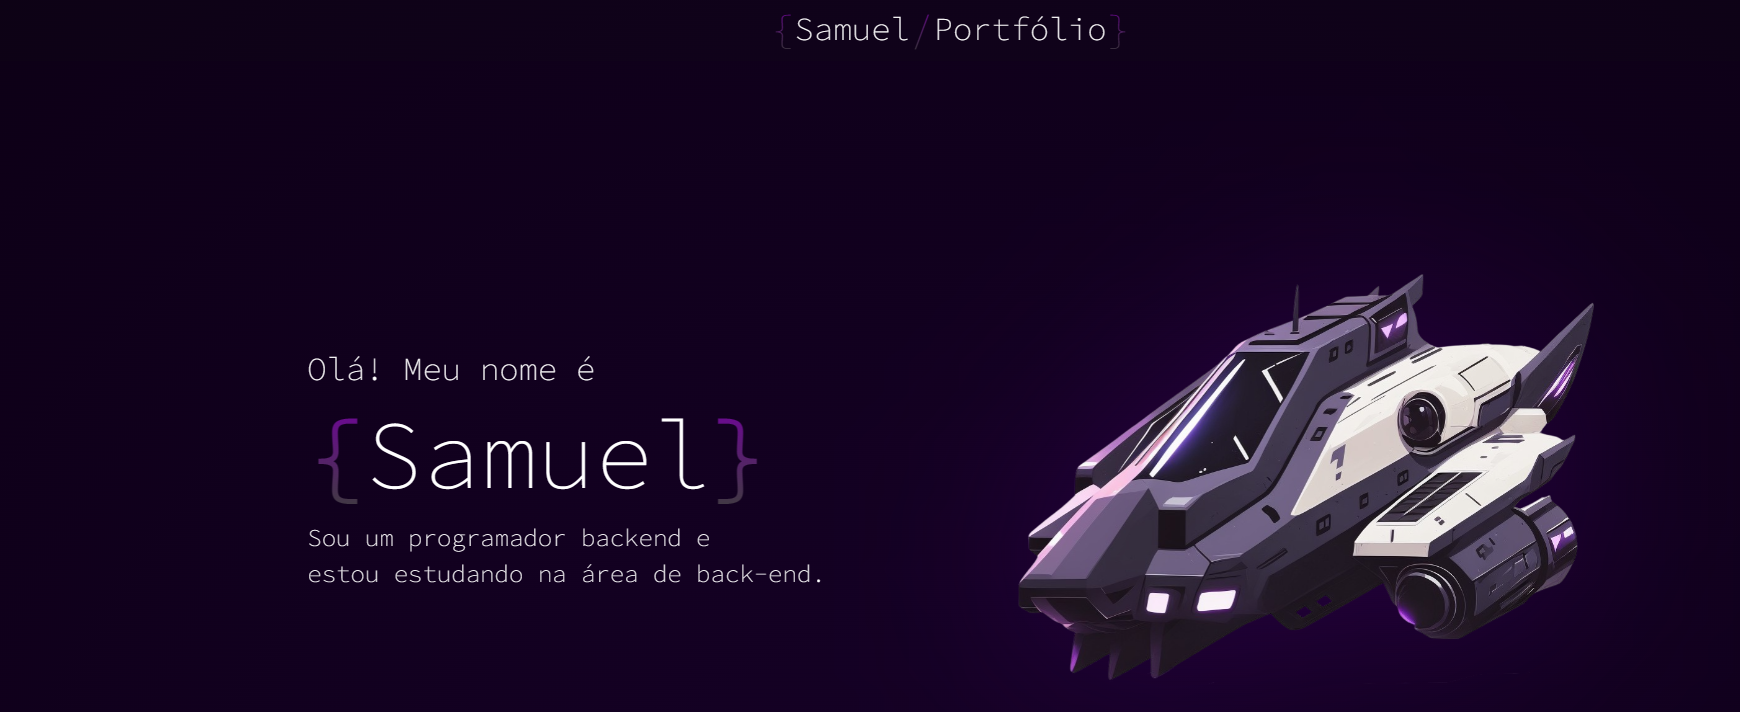 {Samuel/Portfólio}
Olá! Meu nome é
{Samuel}
Sou um programador backend e
estou estudando na área de back-end.